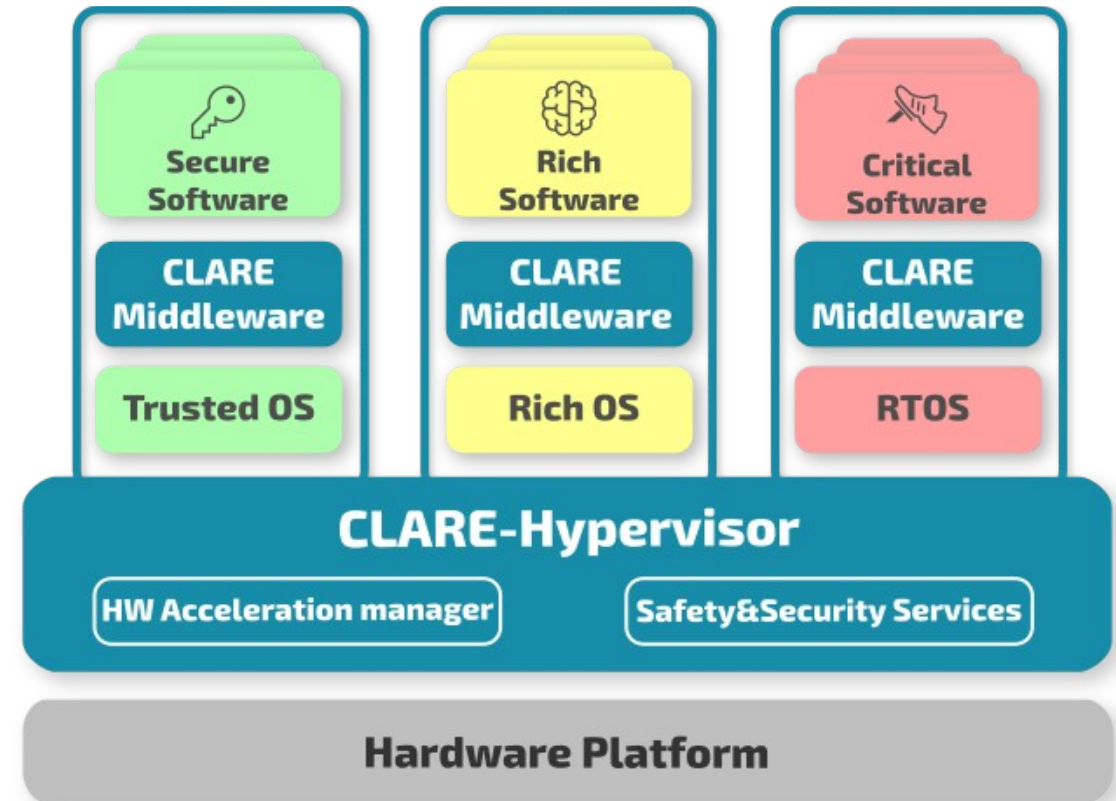 Secure
Software
Rich
Software
Critical
Software
CLARE
Middleware
CLARE
Middleware
CLARE
Middleware
Trusted OS
Rich OS
RTOS
CLARE-Hypervisor
HW Acceleration manager
Safety&Security Services
Hardware Platform